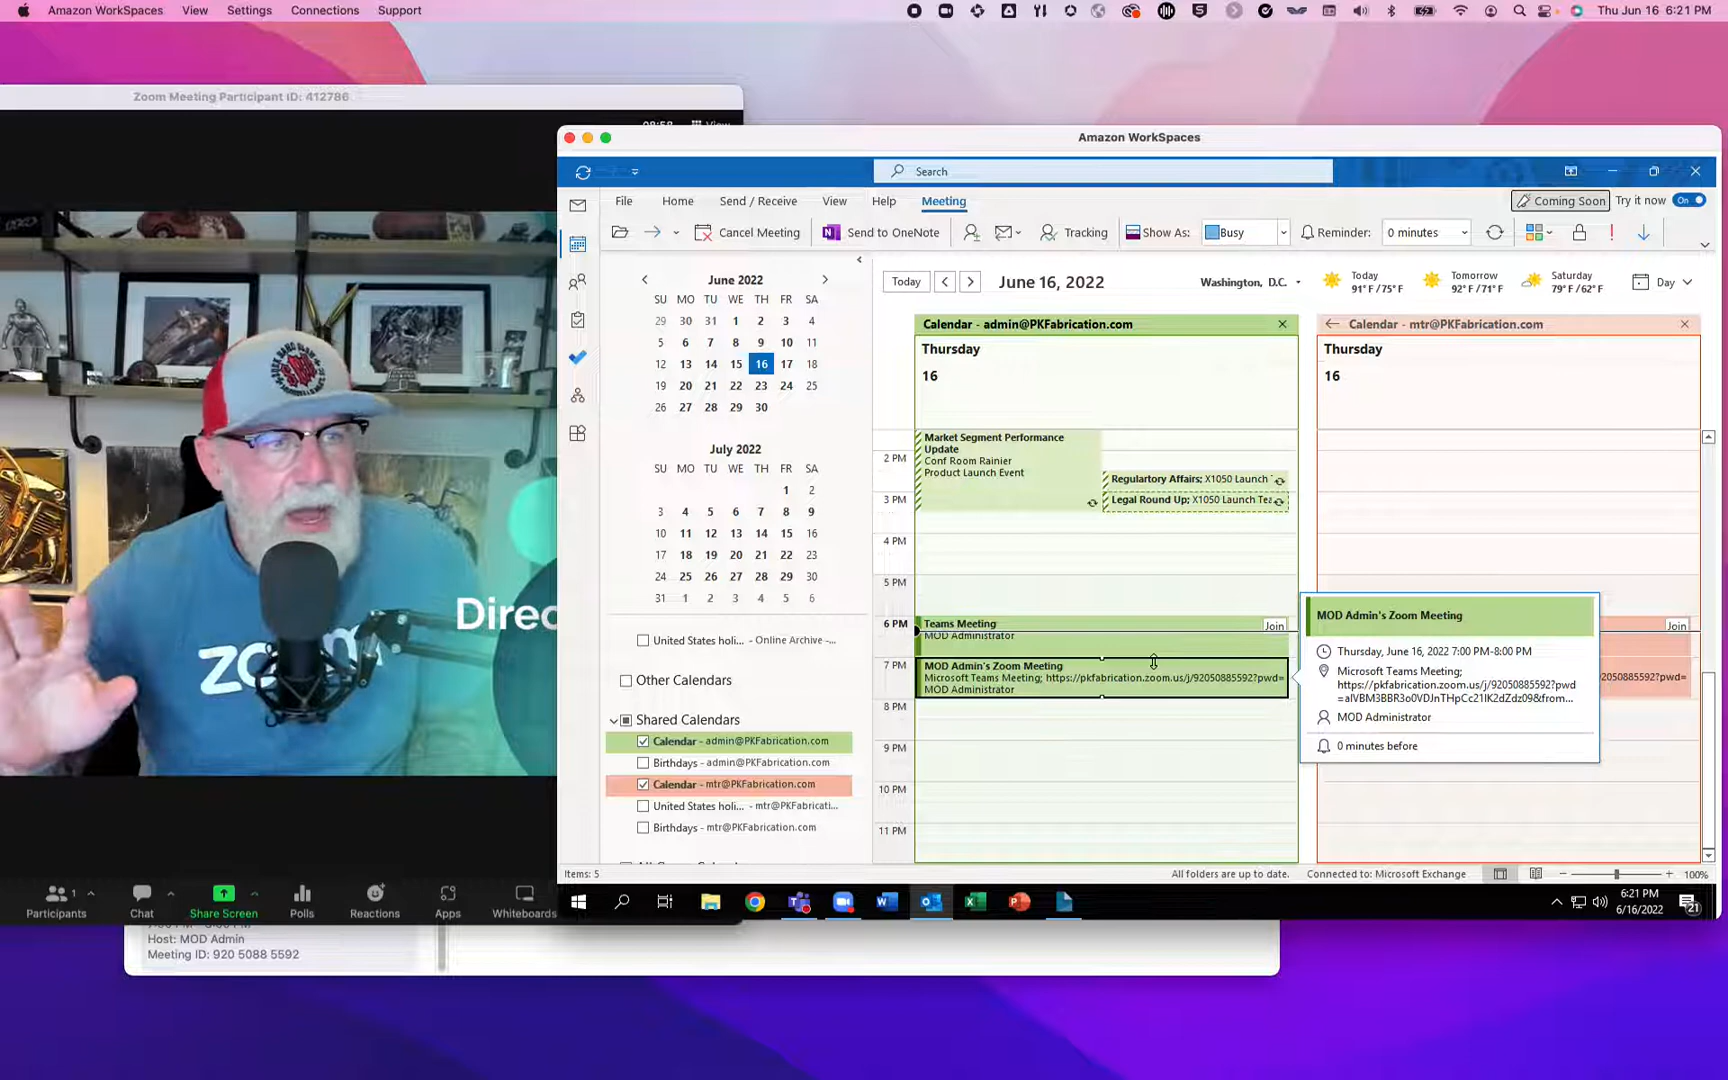 Amazon WorkSpaces View Settings Connections Support
Thu Jun 16 6:21 PM
Zoom Meeting Participant ID: 412786
View
zoom
Direc
Participants 1
Chat
Share Screen
Polls
Reactions
Apps
Whiteboards
Host: MOD Admin
Meeting ID: 920 5088 5592
Amazon WorkSpaces
Search
File Home Send / Receive View Help Meeting
Coming Soon Try it now On
Cancel Meeting Send to OneNote Tracking Show As: Busy Reminder: 0 minutes
June 2022
SU MO TU WE TH FR SA
29 30 31 1 2 3 4
5 6 7 8 9 10 11
12 13 14 15 16 17 18
19 20 21 22 23 24 25
26 27 28 29 30
July 2022
SU MO TU WE TH FR SA
1 2
3 4 5 6 7 8 9
10 11 12 13 14 15 16
17 18 19 20 21 22 23
24 25 26 27 28 29 30
31 1 2 3 4 5 6
United States holi... - Online Archive -...
Other Calendars
Shared Calendars
Calendar - admin@PKFabrication.com
Birthdays - admin@PKFabrication.com
Calendar - mtr@PKFabrication.com
United States holi... - mtr@PKFabricati...
Birthdays - mtr@PKFabrication.com
Today June 16, 2022
Washington, D.C.
Today
91°F / 75°F
Tomorrow
92°F / 71°F
Saturday
79°F / 62°F
Day
Calendar - admin@PKFabrication.com
Thursday
16
Calendar - mtr@PKFabrication.com
Thursday
16
2 PM
3 PM
4 PM
5 PM
6 PM
7 PM
8 PM
9 PM
10 PM
11 PM
Market Segment Performance
Update
Conf Room Rainier
Product Launch Event
Regulartory Affairs; X1050 Launch
Legal Round Up; X1050 Launch Tea
Teams Meeting
MOD Administrator
Join
MOD Admin's Zoom Meeting
Microsoft Teams Meeting; https://pkfabrication.zoom.us/j/92050885592?pwd=
MOD Administrator
Join
2050885592?pwd=
MOD Admin's Zoom Meeting
Thursday, June 16, 2022 7:00 PM-8:00 PM
Microsoft Teams Meeting;
https://pkfabrication.zoom.us/j/92050885592?pwd
MOD Administrator
0 minutes before
Items: 5
All folders are up to date. Connected to: Microsoft Exchange
100%
6:21 PM
6/16/2022
21